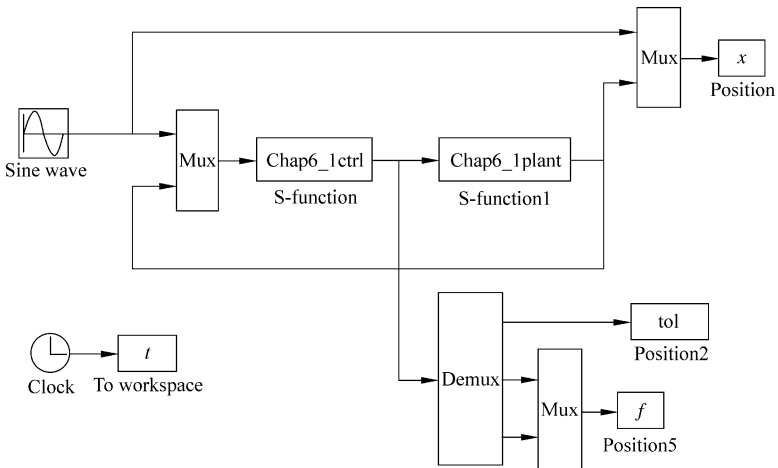 Mux
x
Position
Sine wave
Mux
Chap6_1ctrl
S-function
Chap6_1plant
S-function1
Clock
t
To workspace
Demux
tol
Position2
Mux
f
Position5